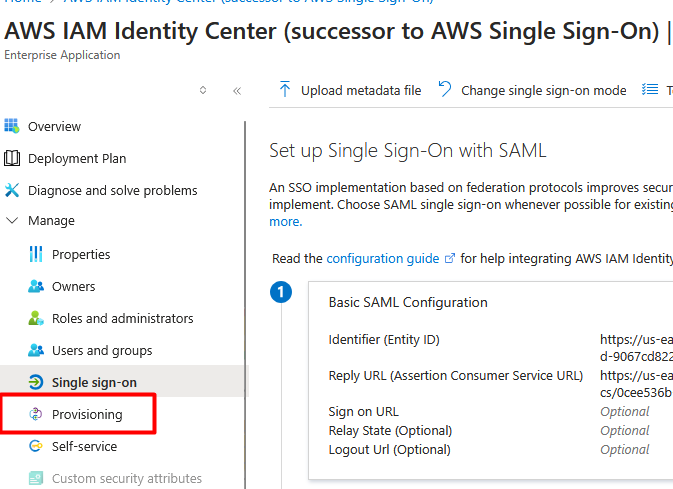 Home > AWS IAM Identity Center (successor to AWS Single Sign-On)
AWS IAM Identity Center (successor to AWS Single Sign-On) |
Enterprise Application
Upload metadata file
Change single sign-on mode
Overview
Deployment Plan
Diagnose and solve problems
Manage
Properties
Owners
Roles and administrators
Users and groups
Single sign-on
Provisioning
Self-service
Custom security attributes
Set up Single Sign-On with SAML
An SSO implementation based on federation protocols improves secur
implement. Choose SAML single sign-on whenever possible for existing
more.
Read the configuration guide for help integrating AWS IAM Identity
1
Basic SAML Configuration
Identifier (Entity ID)
https://us-ea
d-9067cd822
Reply URL (Assertion Consumer Service URL)
https://us-ea
cs/0cee536b
Sign on URL
Optional
Relay State (Optional)
Optional
Logout Url (Optional)
Optional